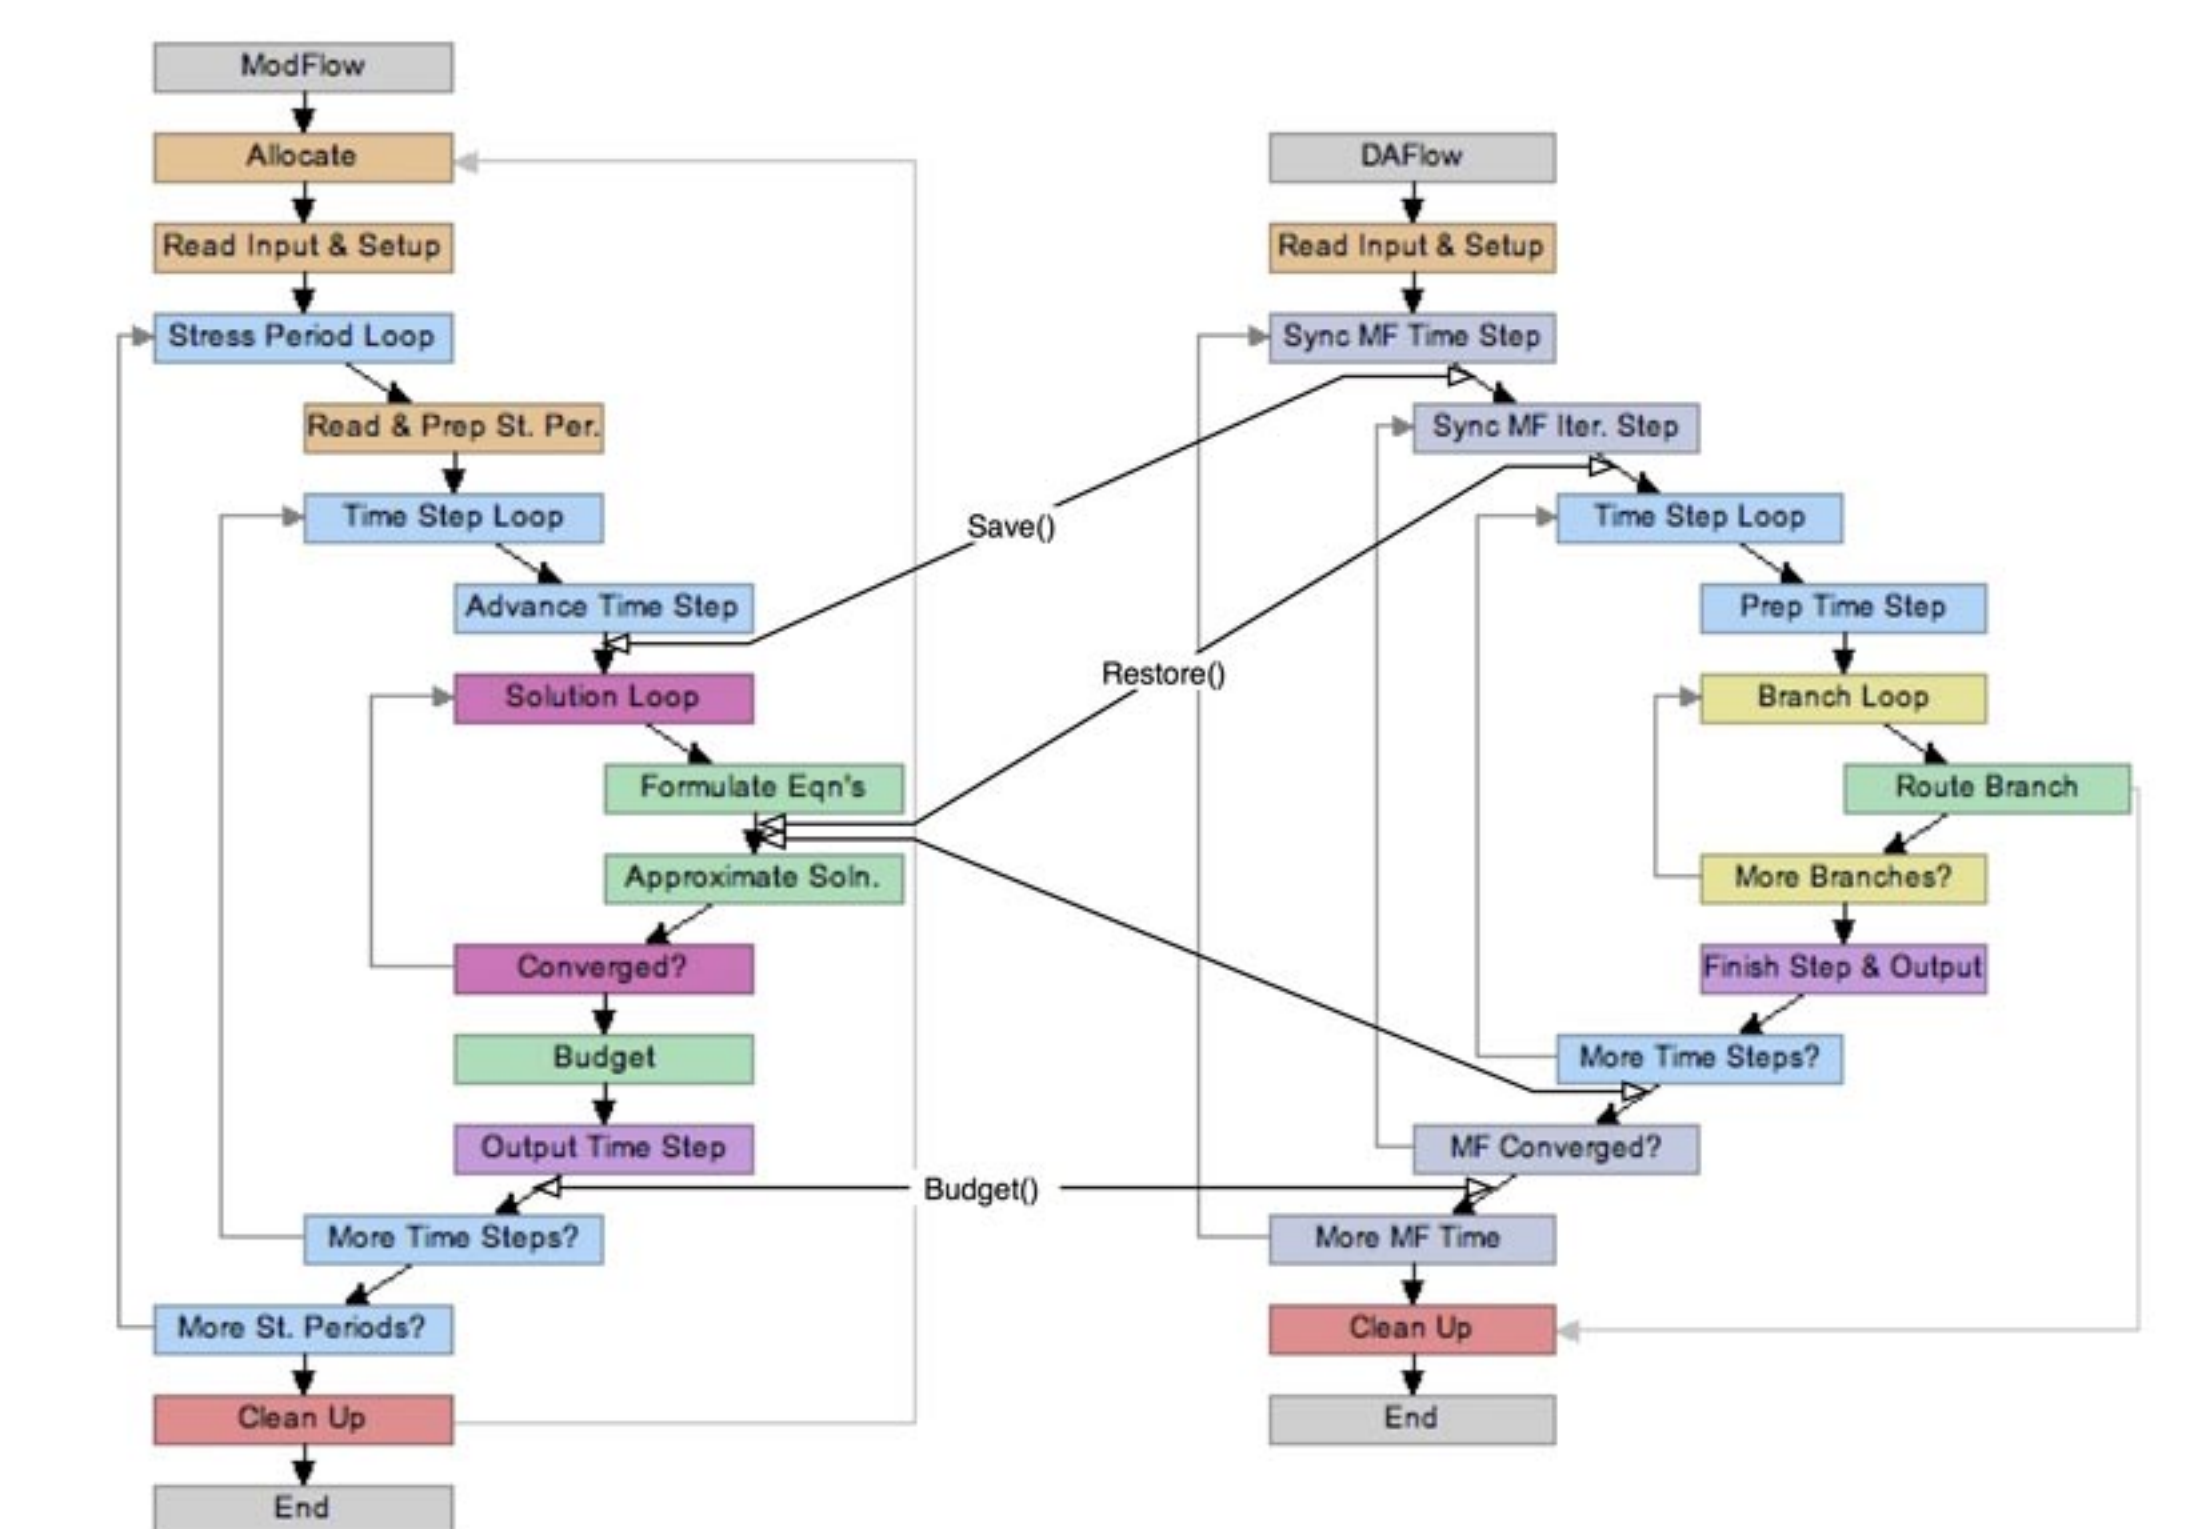 ModFlow
Allocate
Read Input & Setup
Stress Period Loop
Read & Prep St. Per.
Time Step Loop
Advance Time Step
Solution Loop
Formulate Eqn's
Approximate Soln.
Converged?
Budget
Output Time Step
More Time Steps?
More St. Periods?
Clean Up
End
Save()
Restore()
Budget()
DAFlow
Read Input & Setup
Sync MF Time Step
Sync MF Iter. Step
Time Step Loop
Prep Time Step
Branch Loop
Route Branch
More Branches?
Finish Step & Output
More Time Steps?
MF Converged?
More MF Time
Clean Up
End